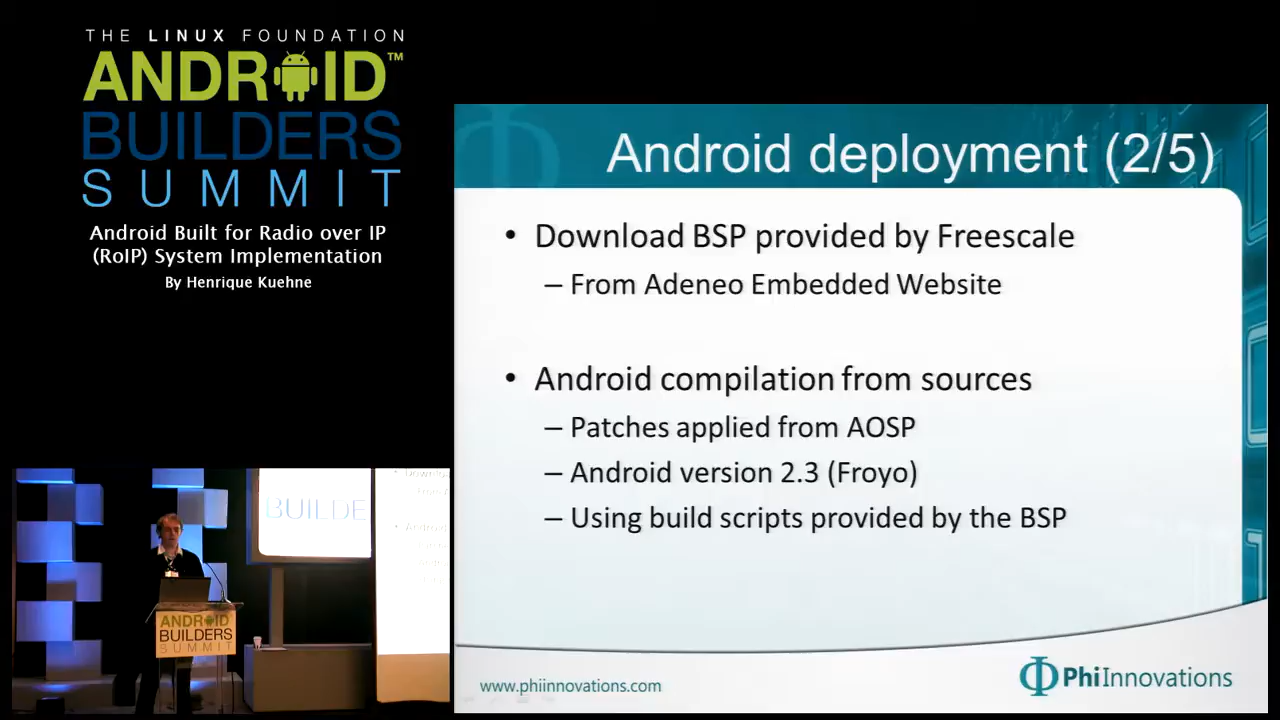 THE LINUX FOUNDATION
ANDROID™
BUILDERS
SUMMIT
Android Built for Radio over IP
(RoIP) System Implementation
By Henrique Kuehne
Android deployment (2/5)
• Download BSP provided by Freescale
– From Adeneo Embedded Website
• Android compilation from sources
– Patches applied from AOSP
– Android version 2.3 (Froyo)
– Using build scripts provided by the BSP
www.phiinnovations.com
PhiInnovations
BUILDE
ANDROID
BUILDERS
SUMMIT